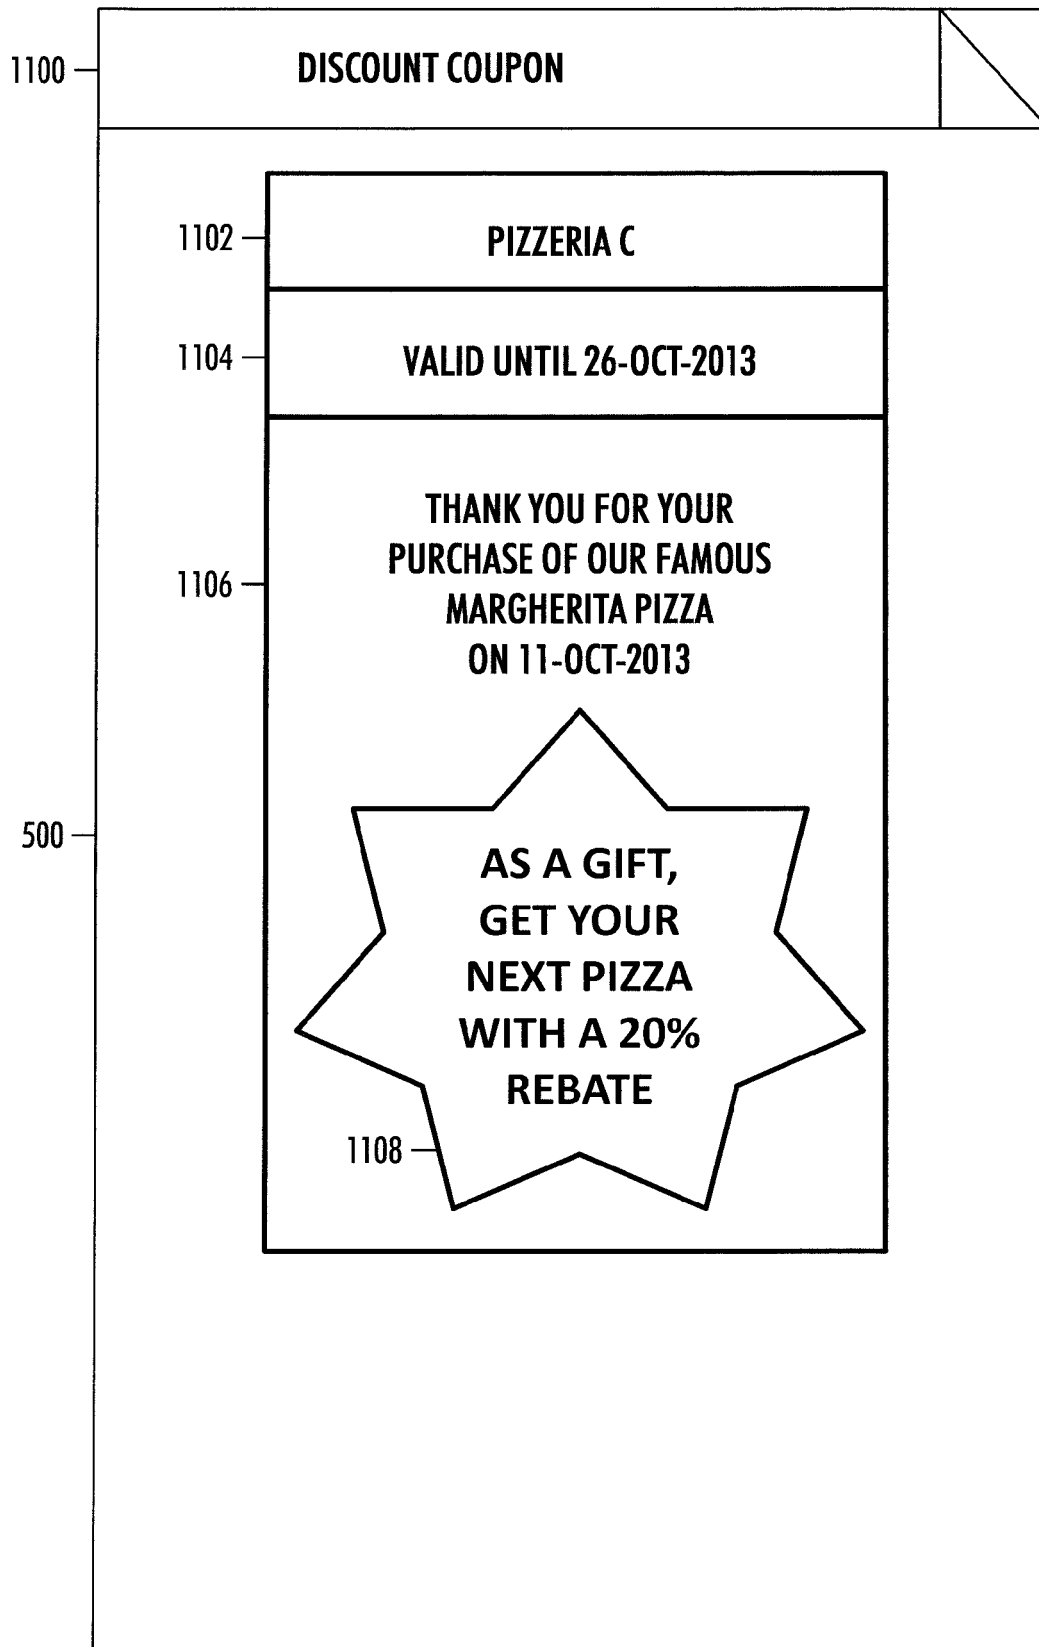 1100
DISCOUNT COUPON
1102
PIZZERIA C
1104
VALID UNTIL 26-OCT-2013
THANK YOU FOR YOUR
PURCHASE OF OUR FAMOUS
1106
MARGHERITA PIZZA
ON 11-OCT-2013
500
AS A GIFT,
GET YOUR
NEXT PIZZA
WITH A 20%
REBATE
1108